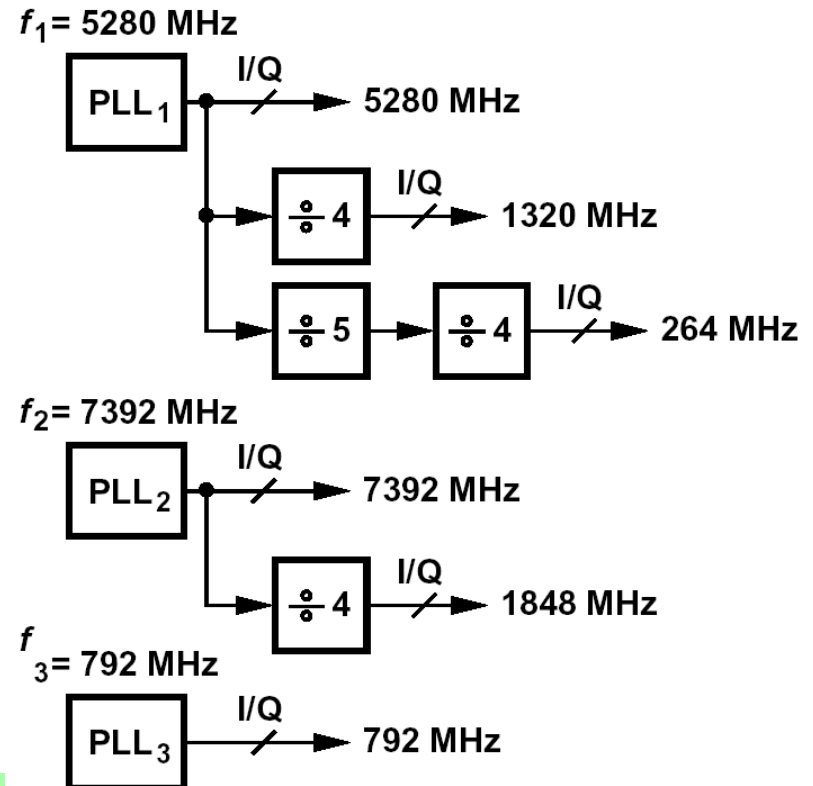 f1= 5280 MHz
PLL1
I/Q
5280 MHz
÷ 4
I/Q
1320 MHz
÷ 5
÷ 4
I/Q
264 MHz
f2= 7392 MHz
PLL2
I/Q
7392 MHz
÷ 4
I/Q
1848 MHz
f
3= 792 MHz
PLL3
I/Q
792 MHz